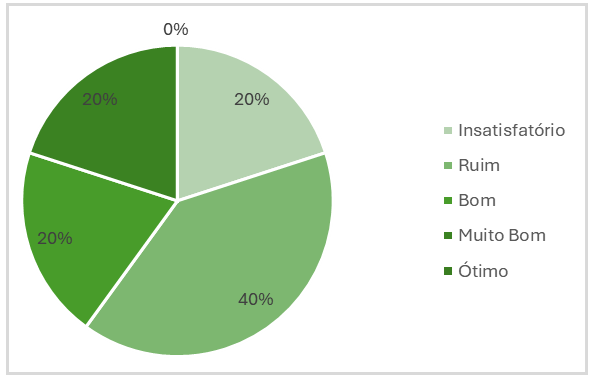 0%
20%
20%
20%
40%
Insatisfatório
Ruim
Bom
Muito Bom
Ótimo